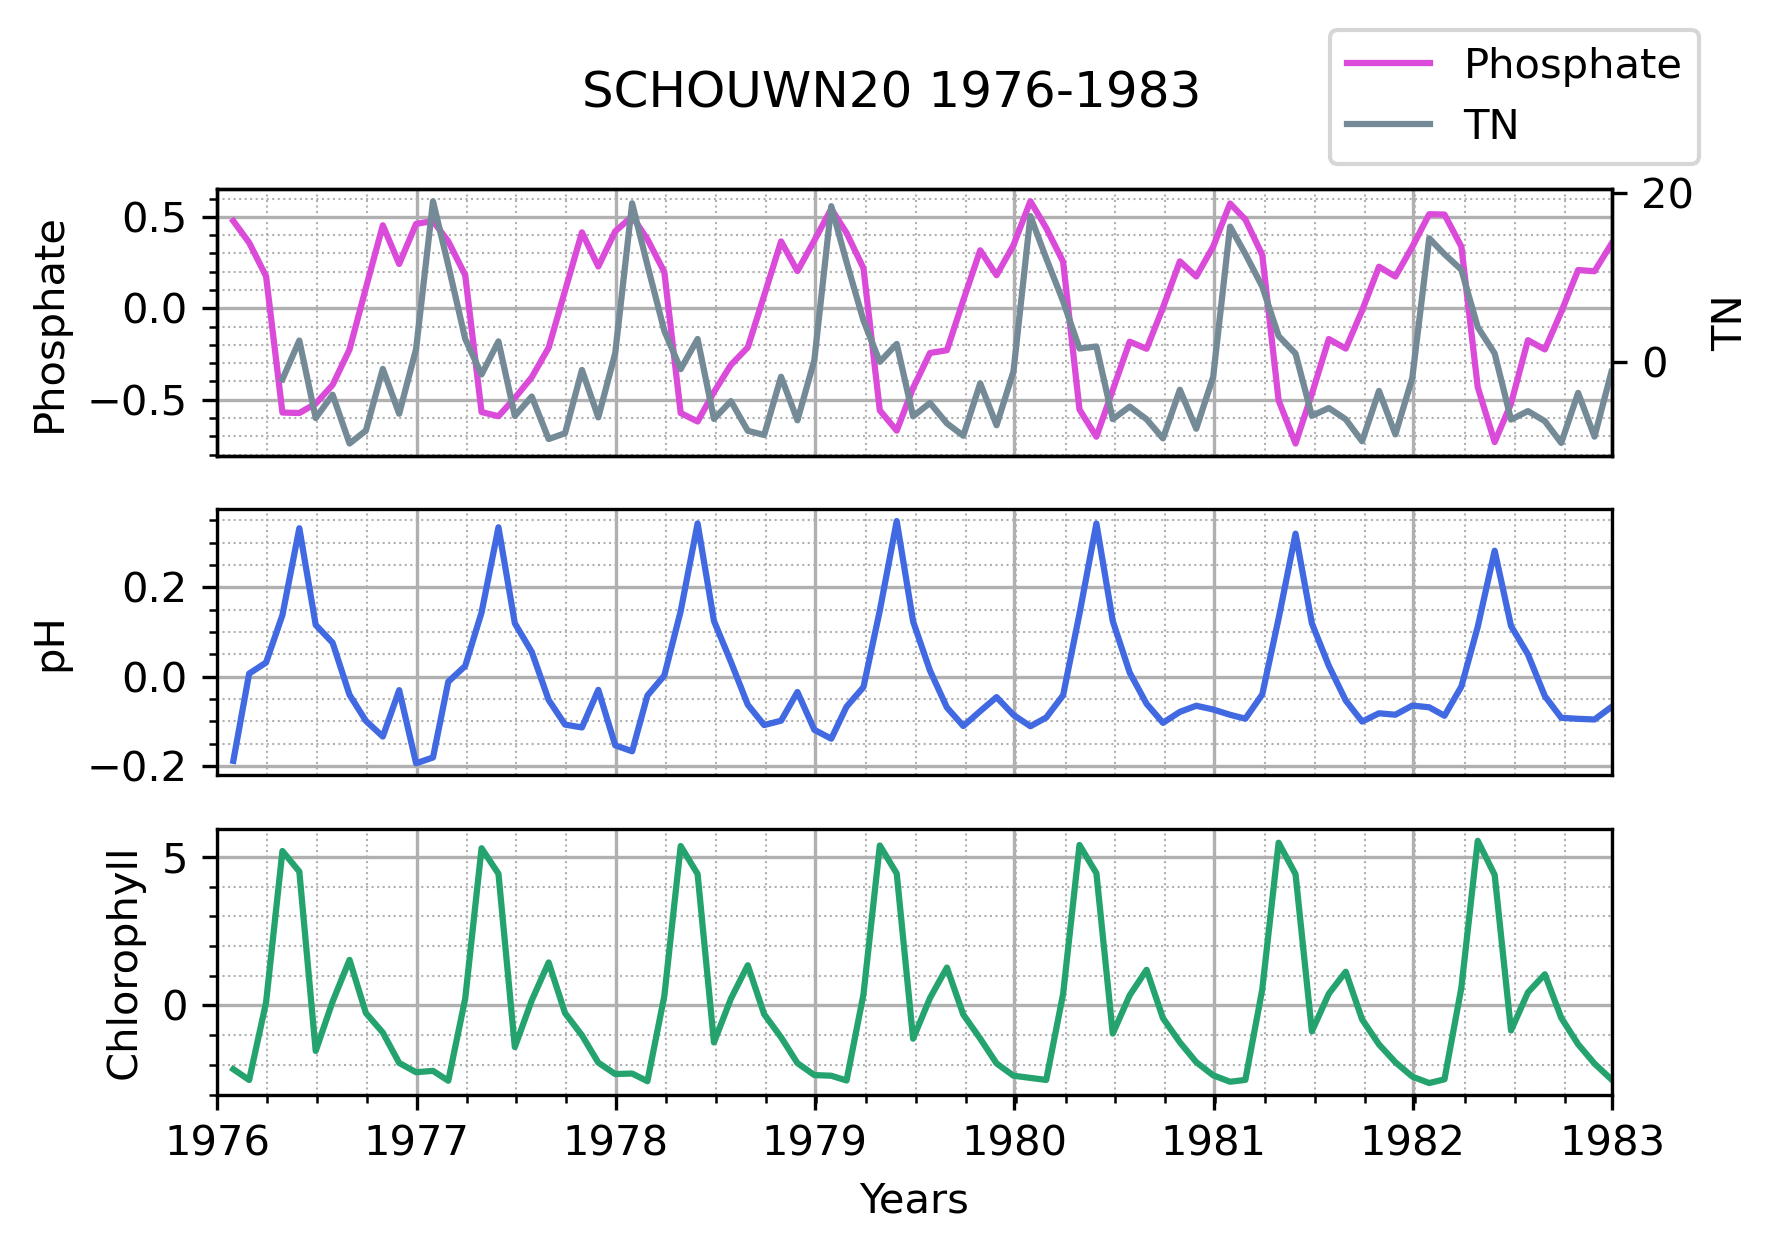 SCHOUWN20 1976-1983
Phosphate
TN
Phosphate
0.5
0.0
−0.5
20
0
TN
pH
0.2
0.0
−0.2
Chlorophyll
5
0
1976 1977 1978 1979 1980 1981 1982 1983
Years